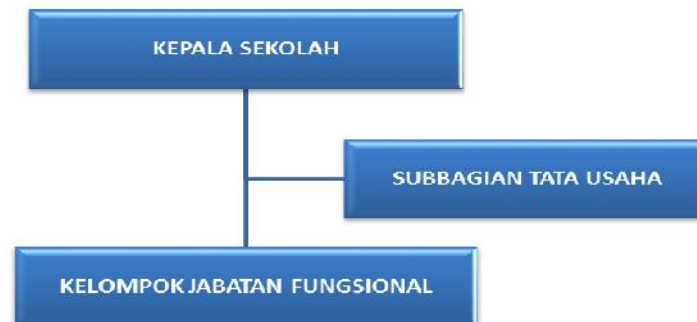 KEPALA SEKOLAH
SUBBAGIAN TATA USAHA
KELOMPOK JABATAN FUNGSIONAL